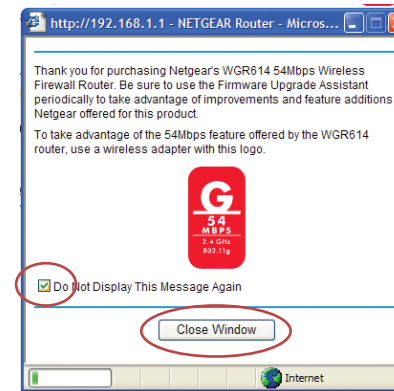 http://192.168.1.1 - NETGEAR Router - Micros...
Thank you for purchasing Netgear's WGR614 54Mbps Wireless
Firewall Router. Be sure to use the Firmware Upgrade Assistant
periodically to take advantage of improvements and feature additions
Netgear offered for this product.
To take advantage of the 54Mbps feature offered by the WGR614
router, use a wireless adapter with this logo.
G
54
MBPS
2.4 GHz
802.11g
Do Not Display This Message Again
Close Window
Internet